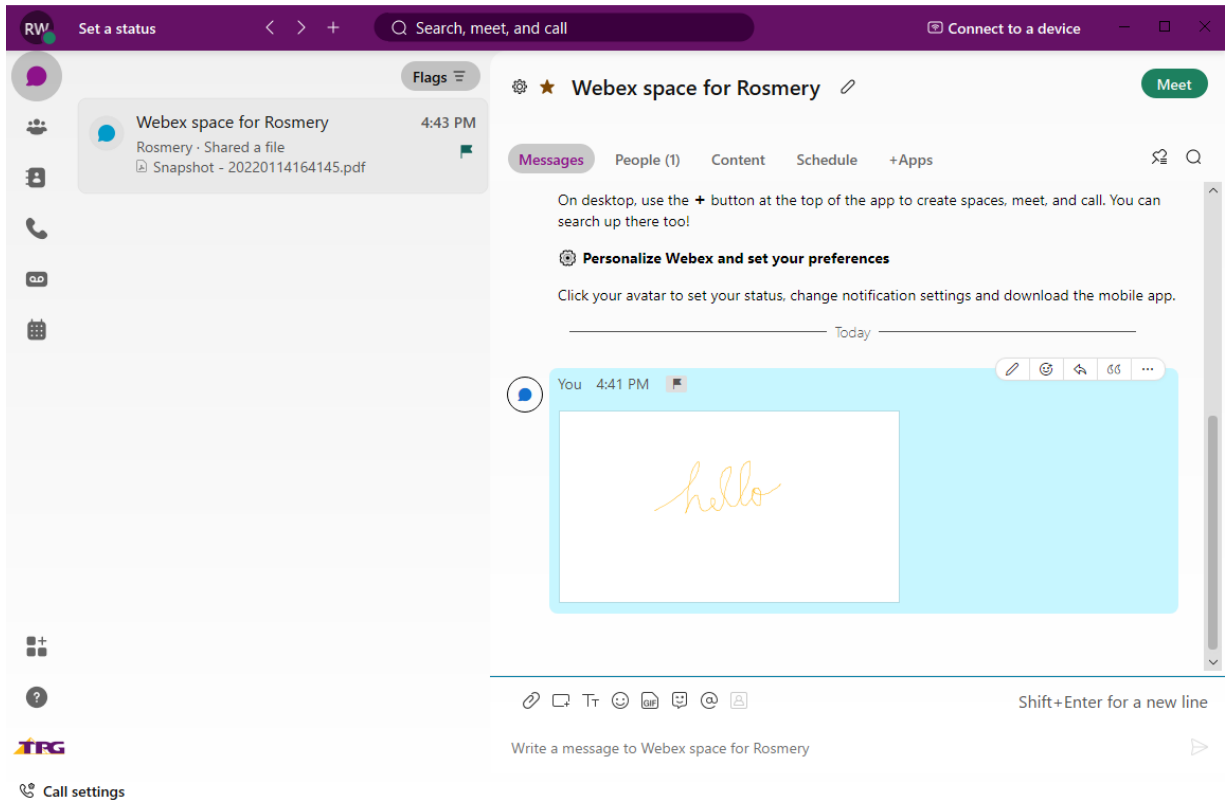 RW Set a status Search, meet, and call Connect to a device
Flags
Webex space for Rosmery 4:43 PM
Rosmery · Shared a file
Snapshot - 20220114164145.pdf
Webex space for Rosmery Meet
Messages People (1) Content Schedule +Apps
On desktop, use the + button at the top of the app to create spaces, meet, and call. You can
search up there too!
Personalize Webex and set your preferences
Click your avatar to set your status, change notification settings and download the mobile app.
Today
You 4:41 PM
hello
GIF Shift+Enter for a new line
Write a message to Webex space for Rosmery
TPG
Call settings